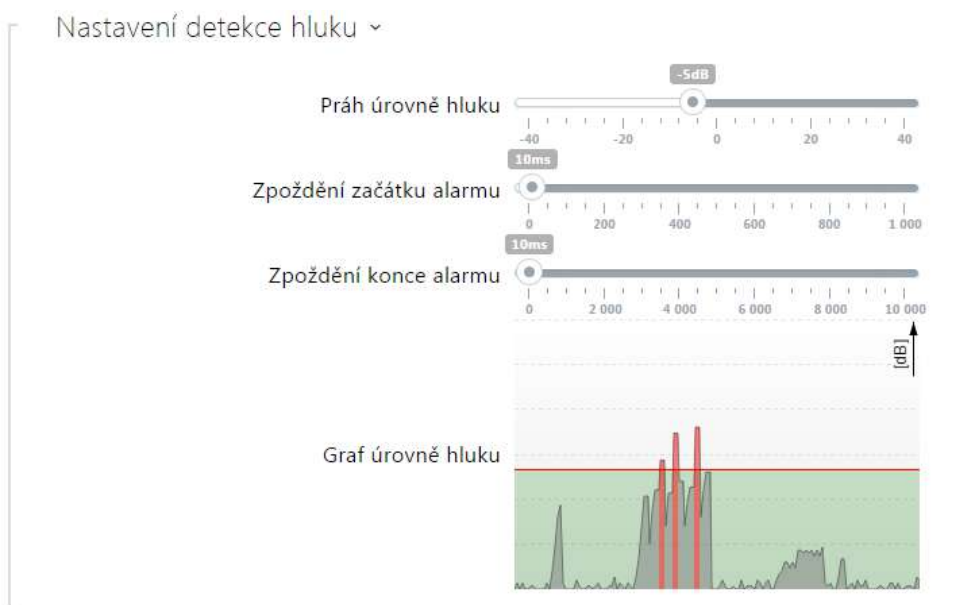 Nastavení detekce hluku
-5dB
Práh úrovně hluku
-40 -20 0 20 40
10ms
Zpoždění začátku alarmu
0 200 400 600 800 1 000
10ms
Zpoždění konce alarmu
0 2 000 4 000 6 000 8 000 10 000
[dB]
Graf úrovně hluku